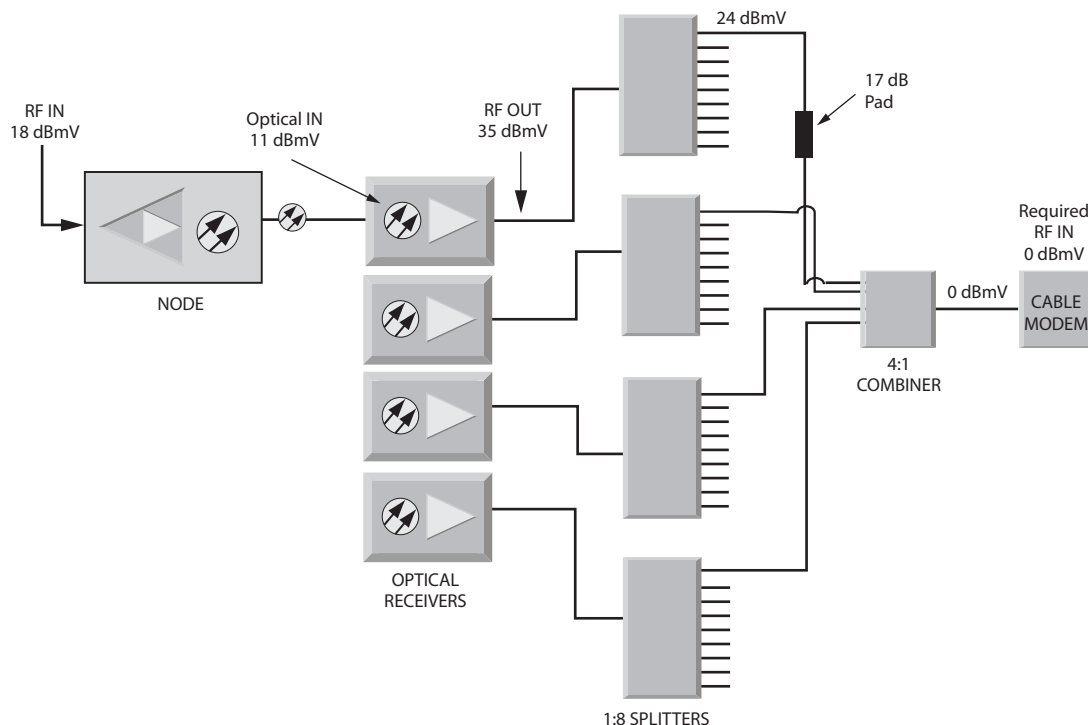 24 dBmV
17 dB
Pad
RF IN
18 dBmV
Optical IN
11 dBmV
RF OUT
35 dBmV
Required
RF IN
0 dBmV
0 dBmV
CABLE
MODEM
NODE
4:1
COMBINER
OPTICAL
RECEIVERS
1:8 SPLITTERS